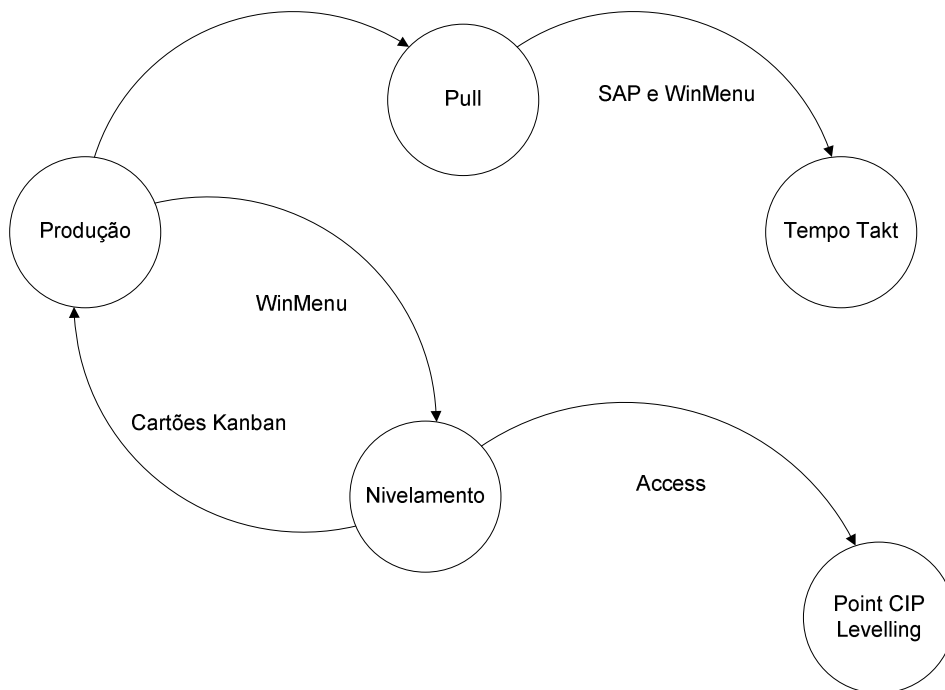 Pull
SAP e WinMenu
Produção
Tempo Takt
WinMenu
Cartões Kanban
Nivelamento
Access
Point CIP
Levelling